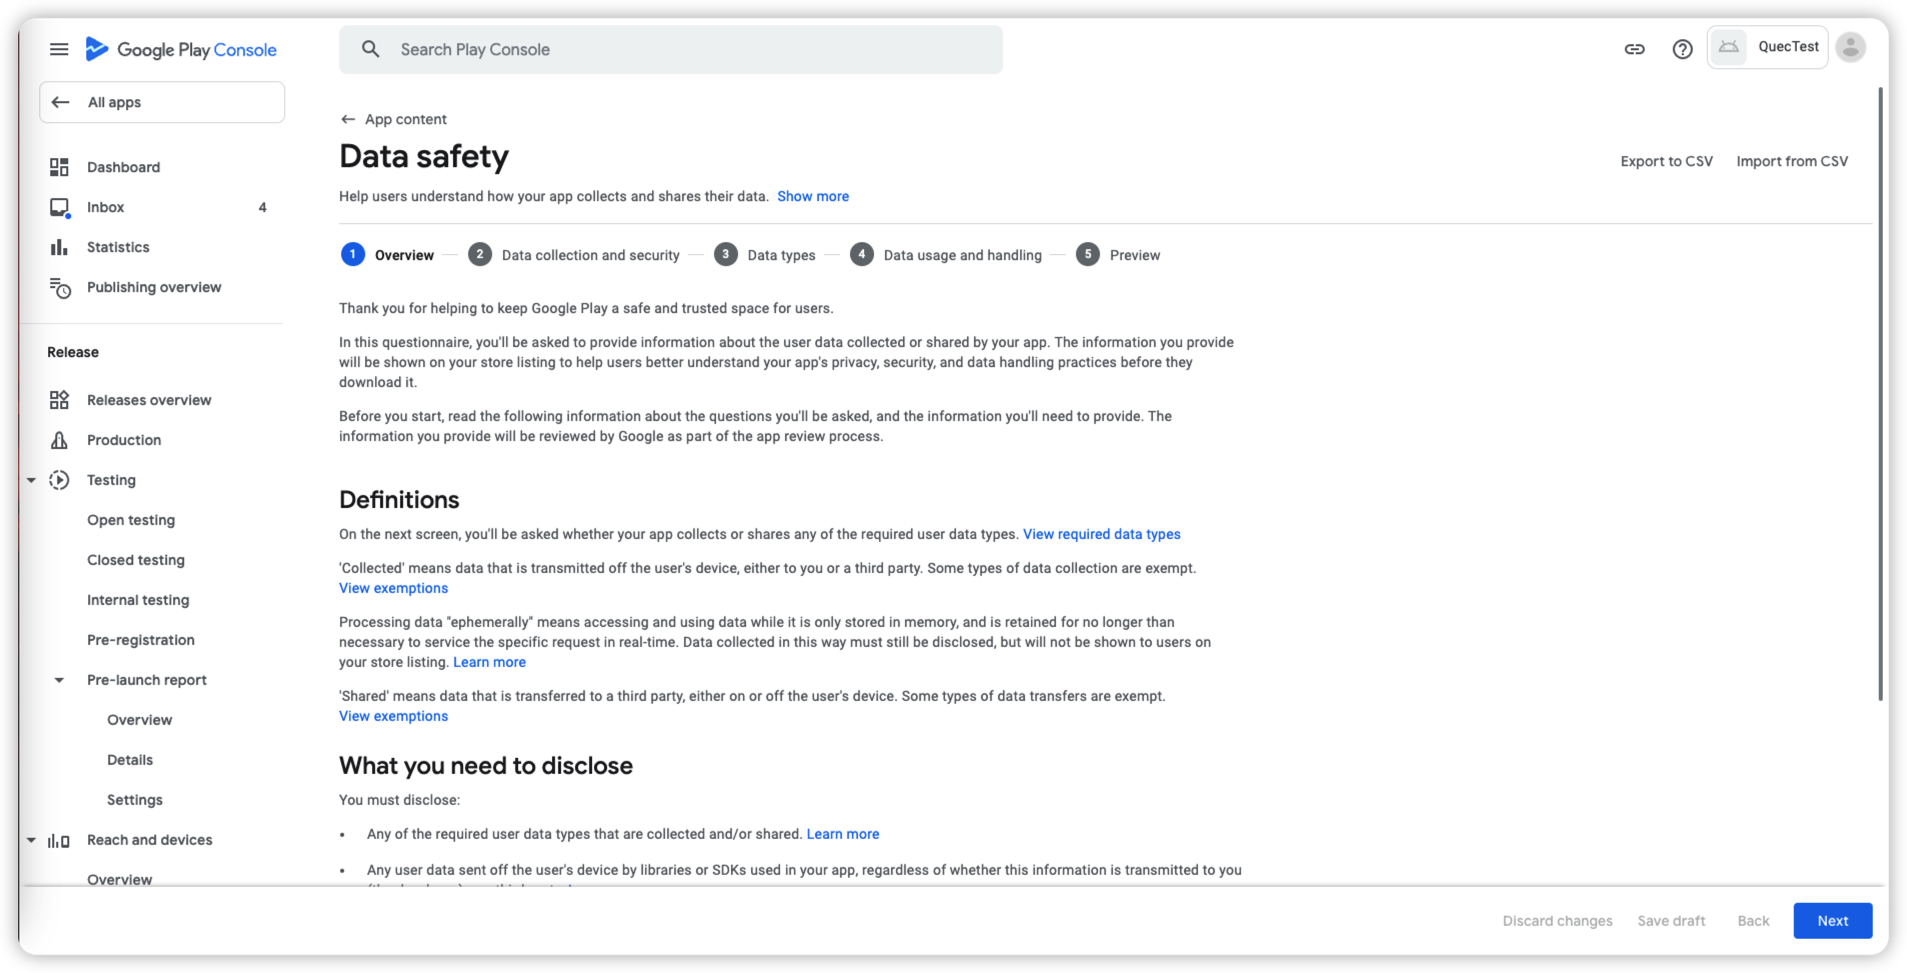 Google Play Console
Search Play Console
QuecTest
All apps
Dashboard
Inbox 4
Statistics
Publishing overview
Release
Releases overview
Production
Testing
Open testing
Closed testing
Internal testing
Pre-registration
Pre-launch report
Overview
Details
Settings
Reach and devices
Overview
App content
Data safety
Export to CSV Import from CSV
Help users understand how your app collects and shares their data. Show more
1 Overview 2 Data collection and security 3 Data types 4 Data usage and handling 5 Preview
Thank you for helping to keep Google Play a safe and trusted space for users.
In this questionnaire, you'll be asked to provide information about the user data collected or shared by your app. The information you provide
will be shown on your store listing to help users better understand your app's privacy, security, and data handling practices before they
download it.
Before you start, read the following information about the questions you'll be asked, and the information you'll need to provide. The
information you provide will be reviewed by Google as part of the app review process.
Definitions
On the next screen, you'll be asked whether your app collects or shares any of the required user data types. View required data types
'Collected' means data that is transmitted off the user's device, either to you or a third party. Some types of data collection are exempt.
View exemptions
Processing data "ephemerally" means accessing and using data while it is only stored in memory, and is retained for no longer than
necessary to service the specific request in real-time. Data collected in this way must still be disclosed, but will not be shown to users on
your store listing. Learn more
'Shared' means data that is transferred to a third party, either on or off the user's device. Some types of data transfers are exempt.
View exemptions
What you need to disclose
You must disclose:
• Any of the required user data types that are collected and/or shared. Learn more
• Any user data sent off the user's device by libraries or SDKs used in your app, regardless of whether this information is transmitted to you
Discard changes Save draft Back Next